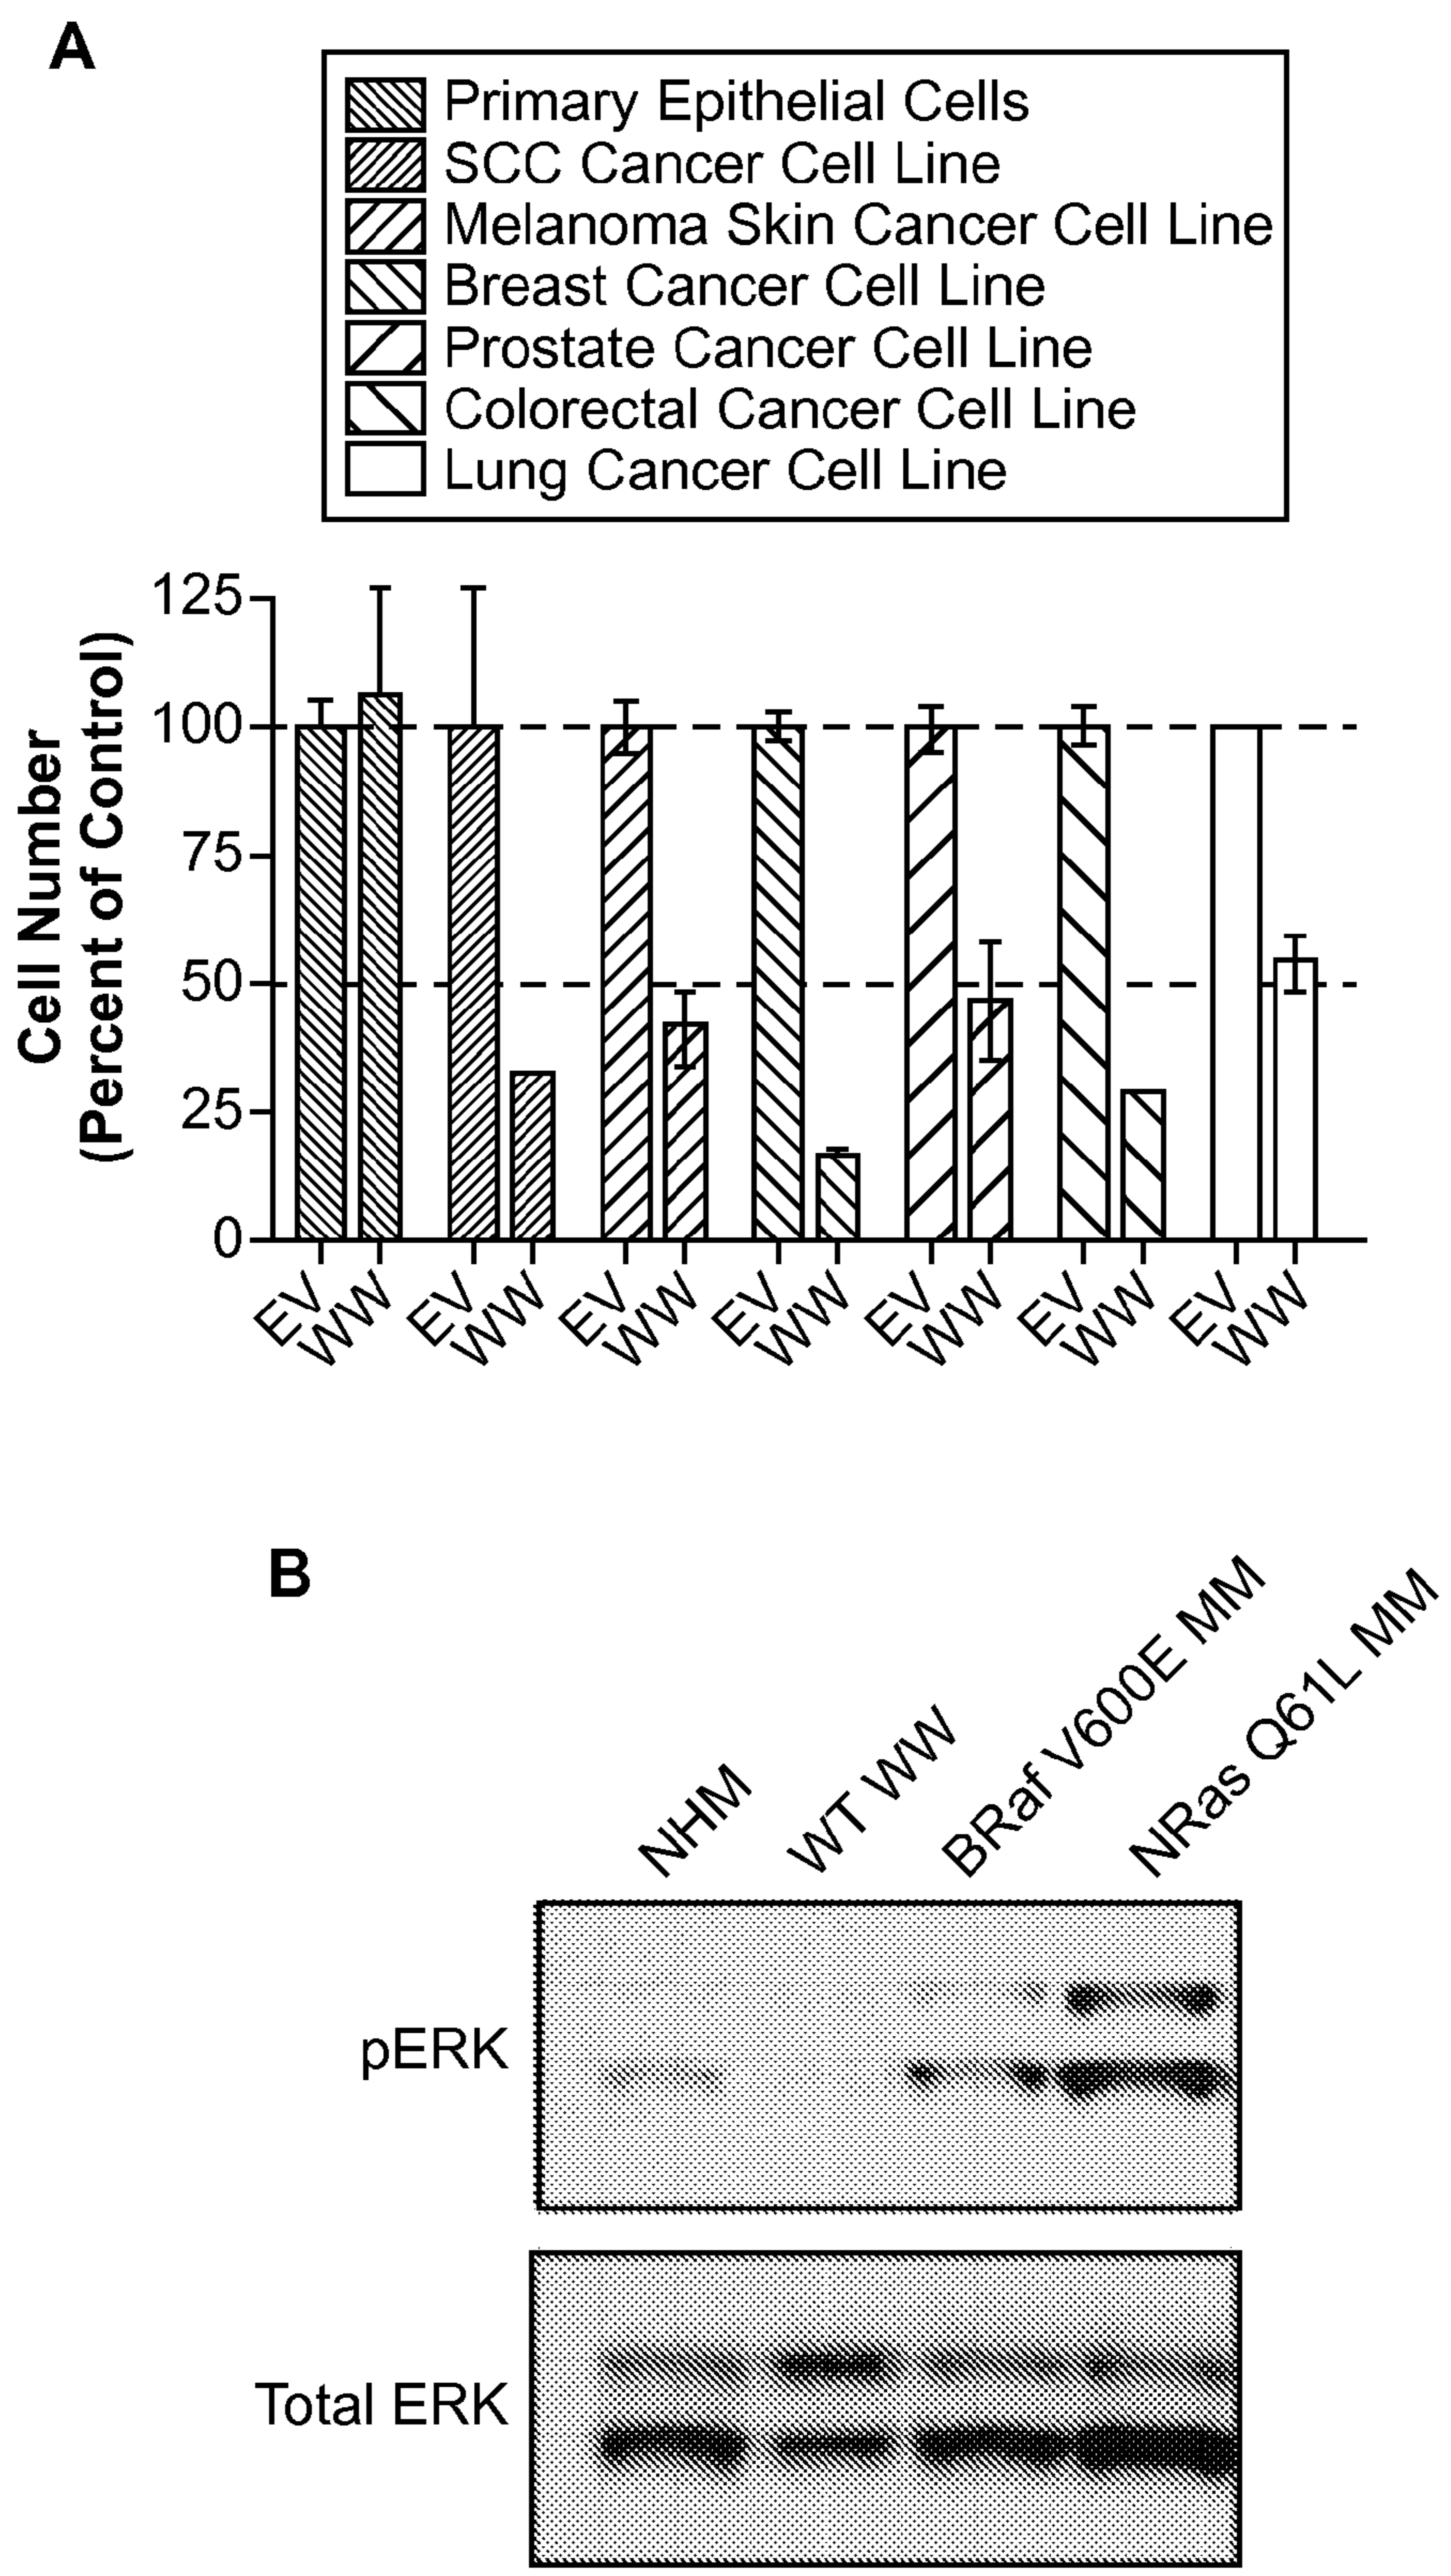 A
Primary Epithelial Cells
SCC Cancer Cell Line
Melanoma Skin Cancer Cell Line
Breast Cancer Cell Line
Prostate Cancer Cell Line
Colorectal Cancer Cell Line
Lung Cancer Cell Line
Cell Number
(Percent of Control)
125
100
75
50
25
0
EV
WW
EV
WW
EV
WW
EV
WW
EV
WW
EV
WW
EV
WW
B
NHM
WT WW
BRaf V600E MM
NRas Q61L MM
pERK
Total ERK